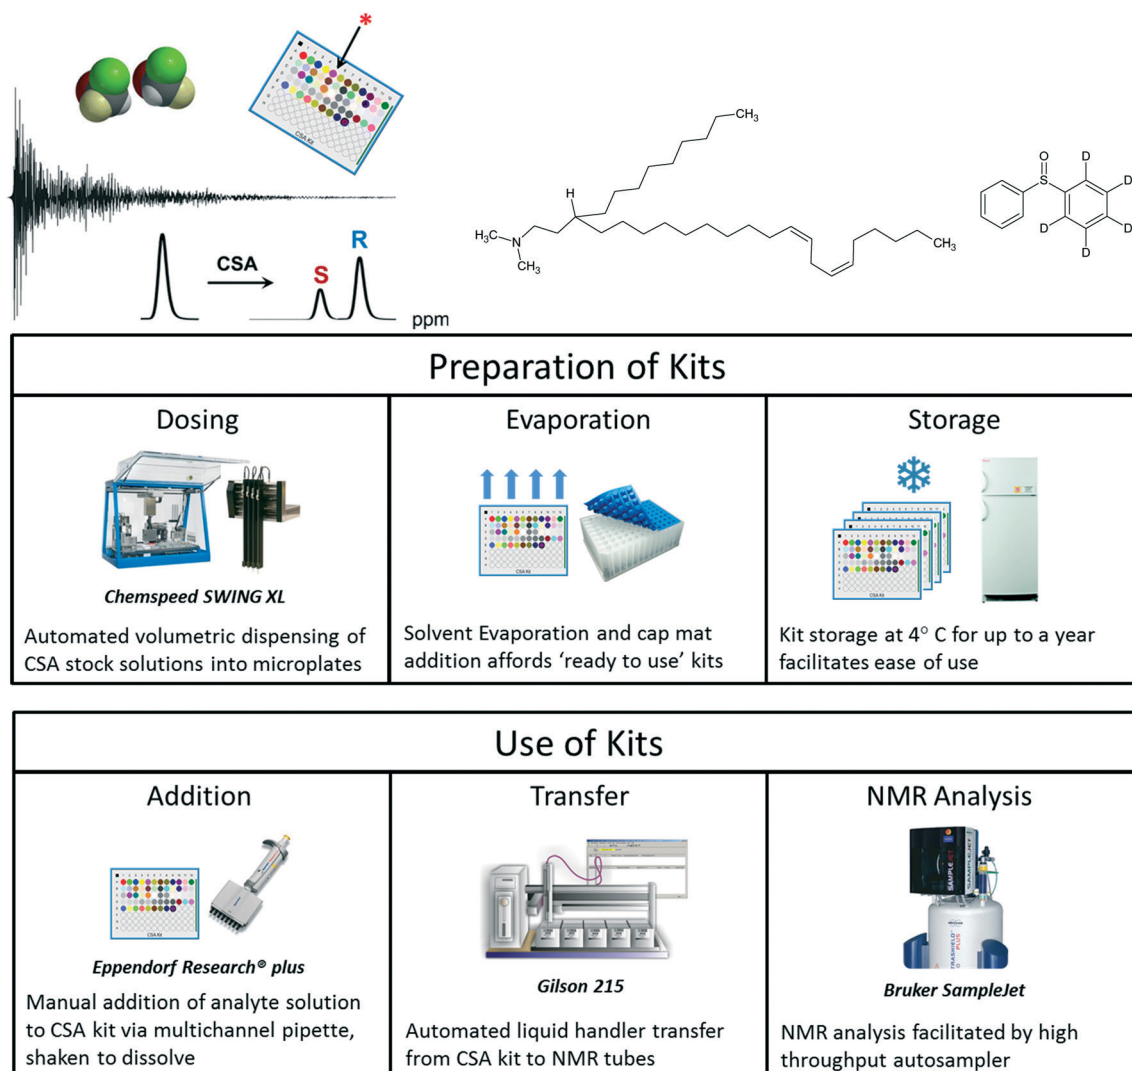 *
CSA Kit
CSA
S
R
ppm
H₃C
N
CH₃
H
CH₃
CH₃
O
S
D
D
D
D
D
Preparation of Kits
Dosing
Chemspeed SWING XL
Automated volumetric dispensing of
CSA stock solutions into microplates
Evaporation
CSA Kit
Solvent Evaporation and cap mat
addition affords ‘ready to use’ kits
Storage
CSA Kit
Kit storage at 4° C for up to a year
facilitates ease of use
Use of Kits
Addition
CSA Kit
Eppendorf Research® plus
Manual addition of analyte solution
to CSA kit via multichannel pipette,
shaken to dissolve
Transfer
Gilson 215
Automated liquid handler transfer
from CSA kit to NMR tubes
NMR Analysis
SAMPLEJET
SAMPLEJET
PLUS
Bruker SampleJet
NMR analysis facilitated by high
throughput autosampler